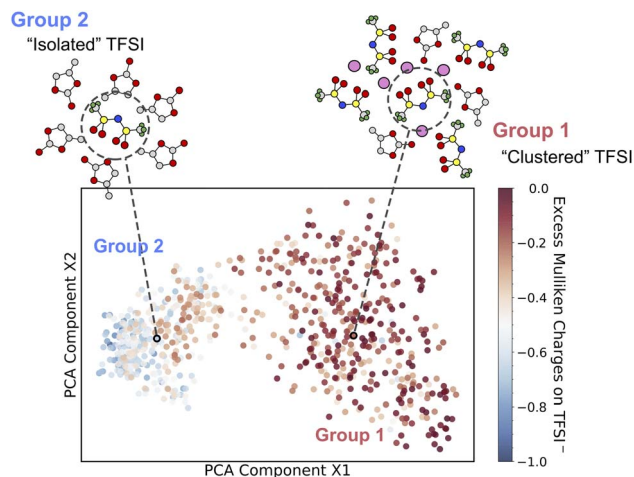 Group 2
“Isolated” TFSI
Group 1
“Clustered” TFSI
Group 2
Group 1
PCA Component X2
PCA Component X1
0.0
−0.2
−0.4
−0.6
−0.8
−1.0
Excess Mulliken Charges on TFSI⁻